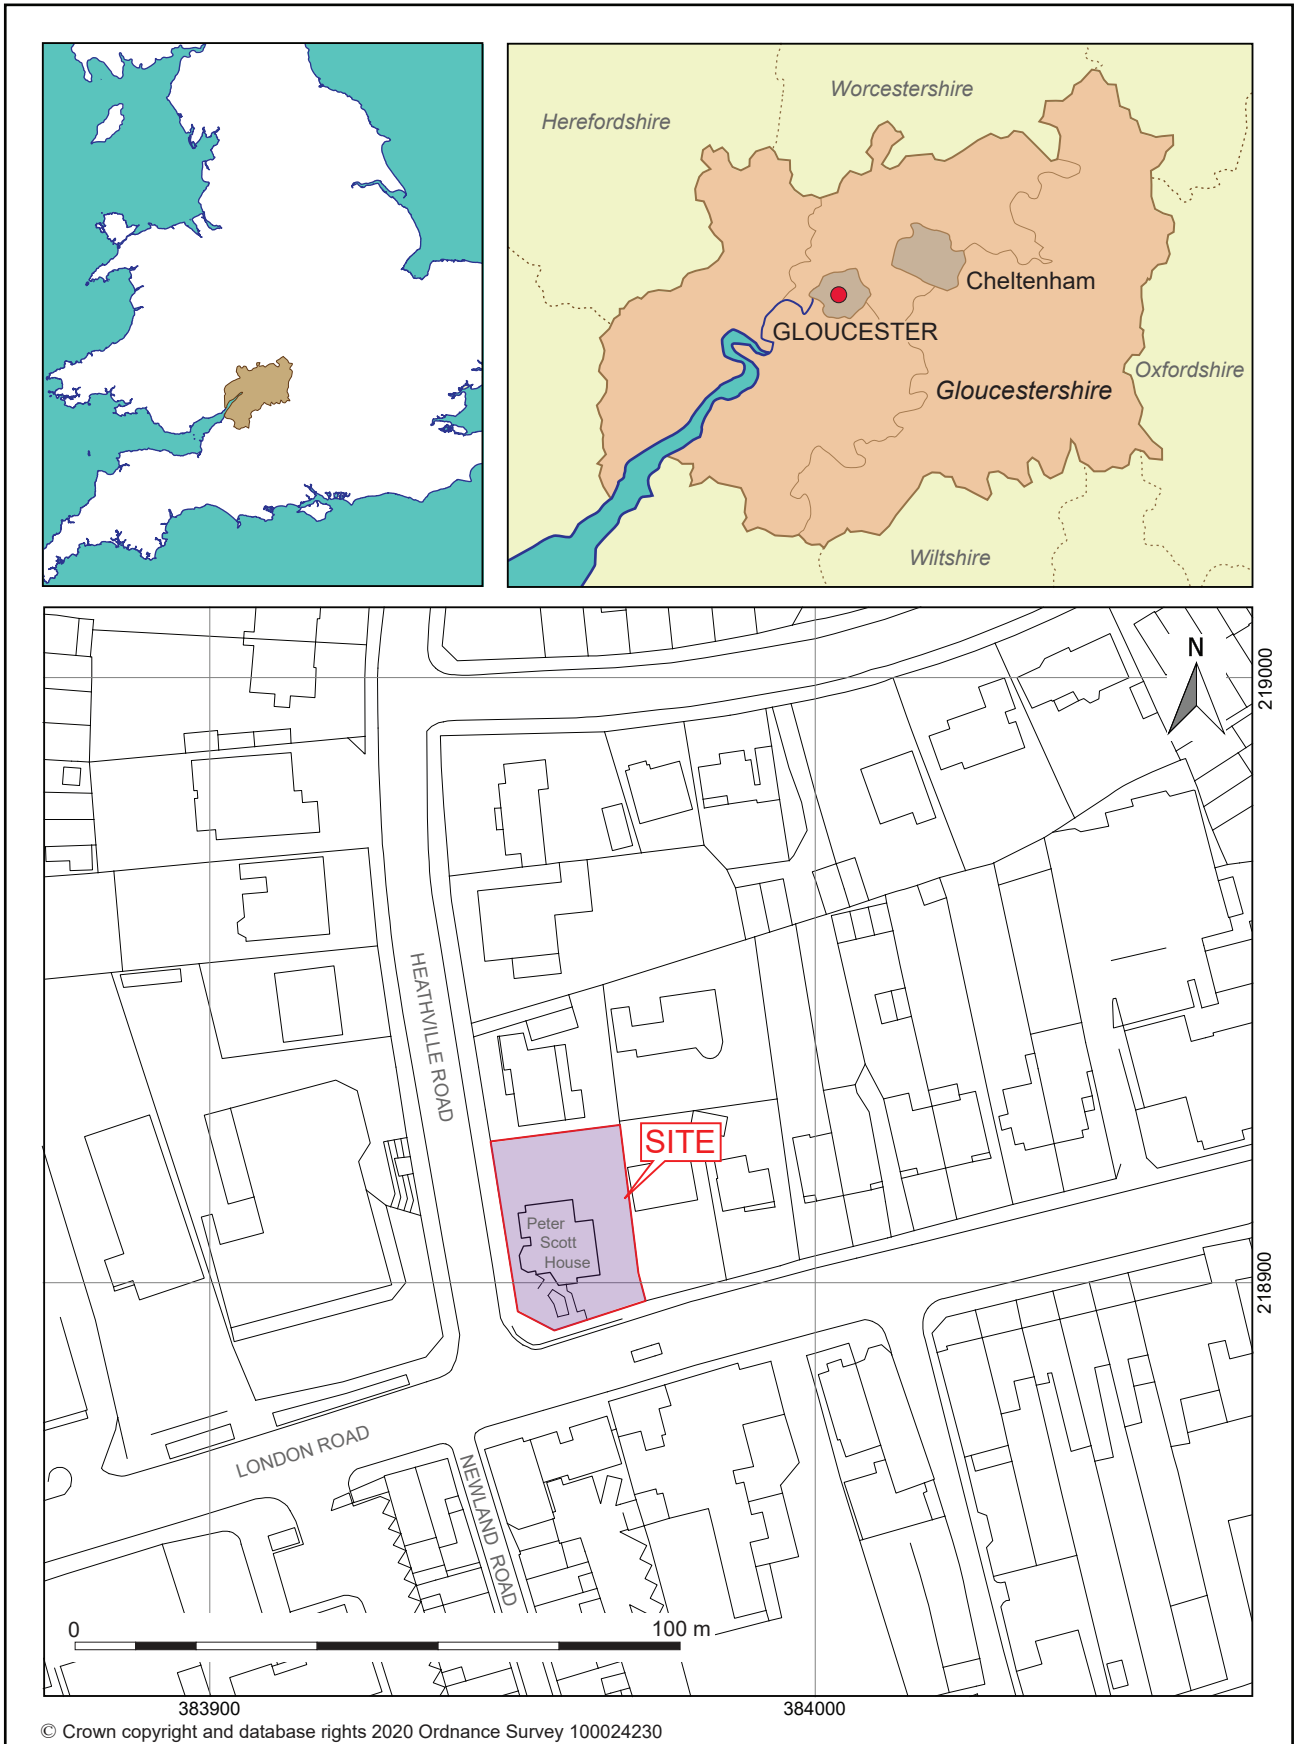 Worcestershire
Herefordshire
Cheltenham
GLOUCESTER
Oxfordshire
Gloucestershire
Wiltshire
N
219000
HEATHVILLE ROAD
SITE
Peter
Scott
House
218900
LONDON ROAD
NEWLAND ROAD
0 100 m
383900 384000
© Crown copyright and database rights 2020 Ordnance Survey 100024230